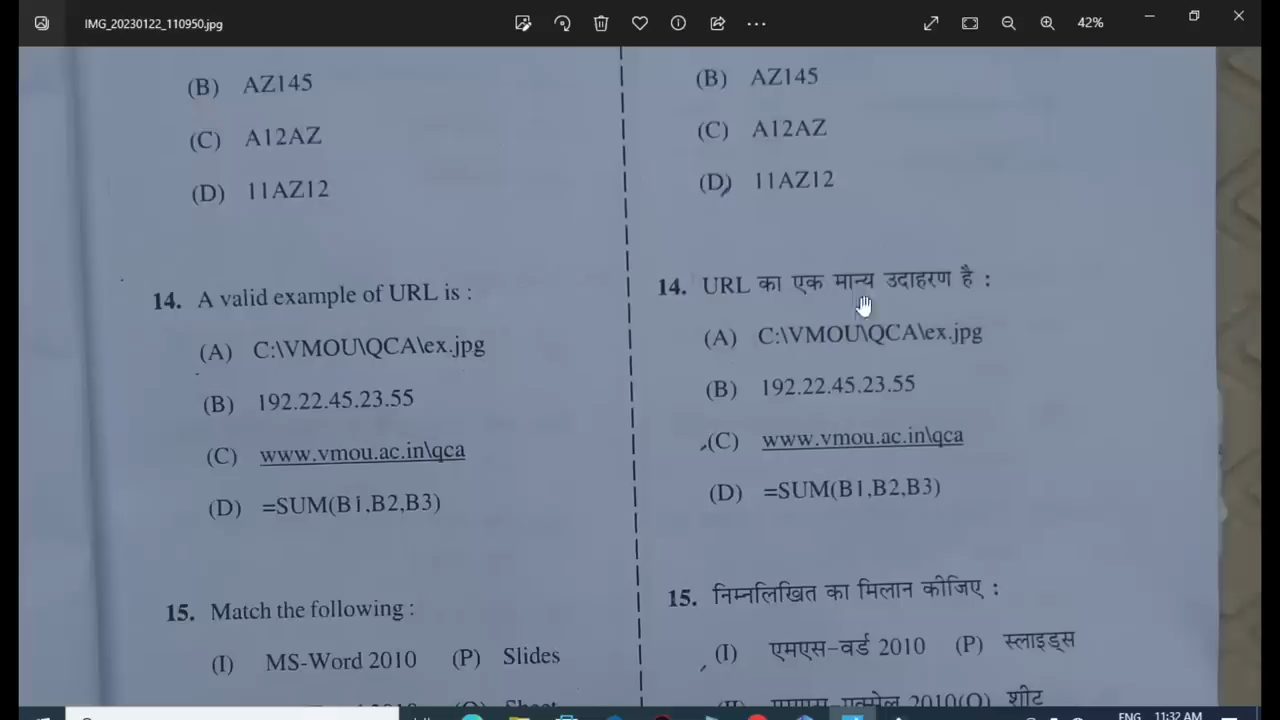 IMG_20230122_110950.jpg
42%
(B) AZ145
(C) A12AZ
(D) 11AZ12
14. A valid example of URL is :
(A) C:\VMOU\QCA\ex.jpg
(B) 192.22.45.23.55
(C) www.vmou.ac.in\qca
(D) =SUM(B1,B2,B3)
15. Match the following :
(I) MS-Word 2010 (P) Slides
(B) AZ145
(C) A12AZ
(D) 11AZ12
14. URL का एक मान्य उदाहरण है :
(A) C:\VMOU\QCA\ex.jpg
(B) 192.22.45.23.55
(C) www.vmou.ac.in\qca
(D) =SUM(B1,B2,B3)
15. निम्नलिखित का मिलान कीजिए :
(I) एमएस-वर्ड 2010 (P) स्लाइड्स
ENG 11:32 AM